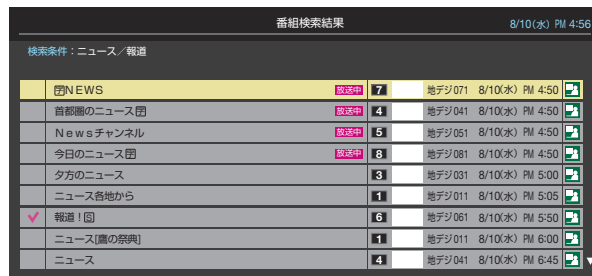 番組検索結果 8/10(水) PM 4:56
検索条件：ニュース／報道
字NEWS 放送中 7 地デジ071 8/10(水) PM 4:50
首都圏のニュース字 放送中 4 地デジ041 8/10(水) PM 4:50
Newsチャンネル 放送中 5 地デジ051 8/10(水) PM 4:50
今日のニュース字 放送中 8 地デジ081 8/10(水) PM 4:50
夕方のニュース 3 地デジ031 8/10(水) PM 5:00
ニュース各地から 1 地デジ011 8/10(水) PM 5:05
報道！S 6 地デジ061 8/10(水) PM 5:50
ニュース[鷹の祭典] 1 地デジ011 8/10(水) PM 6:00
ニュース 4 地デジ041 8/10(水) PM 6:45